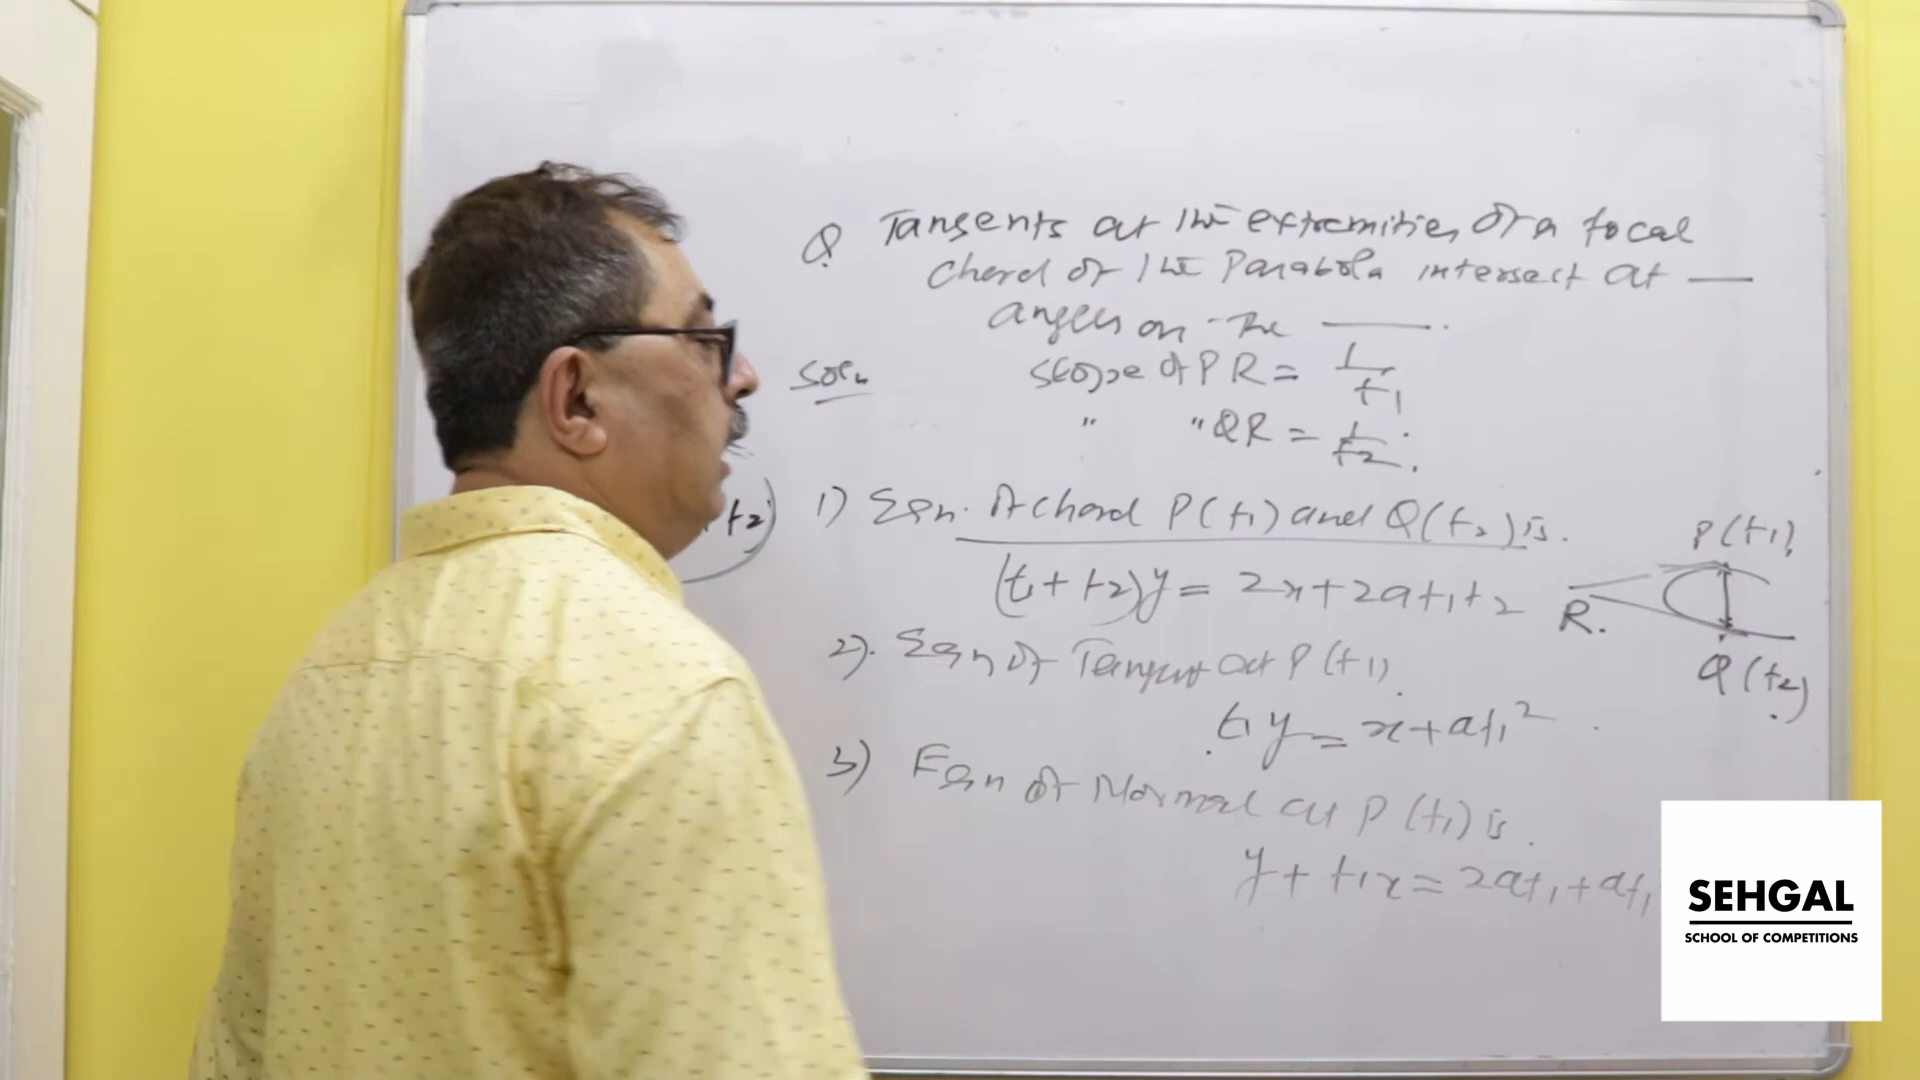 Q Tangents at the extremities of a focal
chord of the Parabola intersect at —
angles on the —.
Soln
slope of PR = 1/t1
" " QR = 1/t2.
t2)
1) Eqn. of chord P(t1) and Q(t2) is.
(t1 + t2)y = 2x + 2at1t2
P(t1)
R.
Q(t2)
2). Eqn of Tangent at P(t1)
t1y = x + at1²
3) Eqn of Normal at P(t1) is.
y + t1x = 2at1 + at1
SEHGAL
SCHOOL OF COMPETITIONS